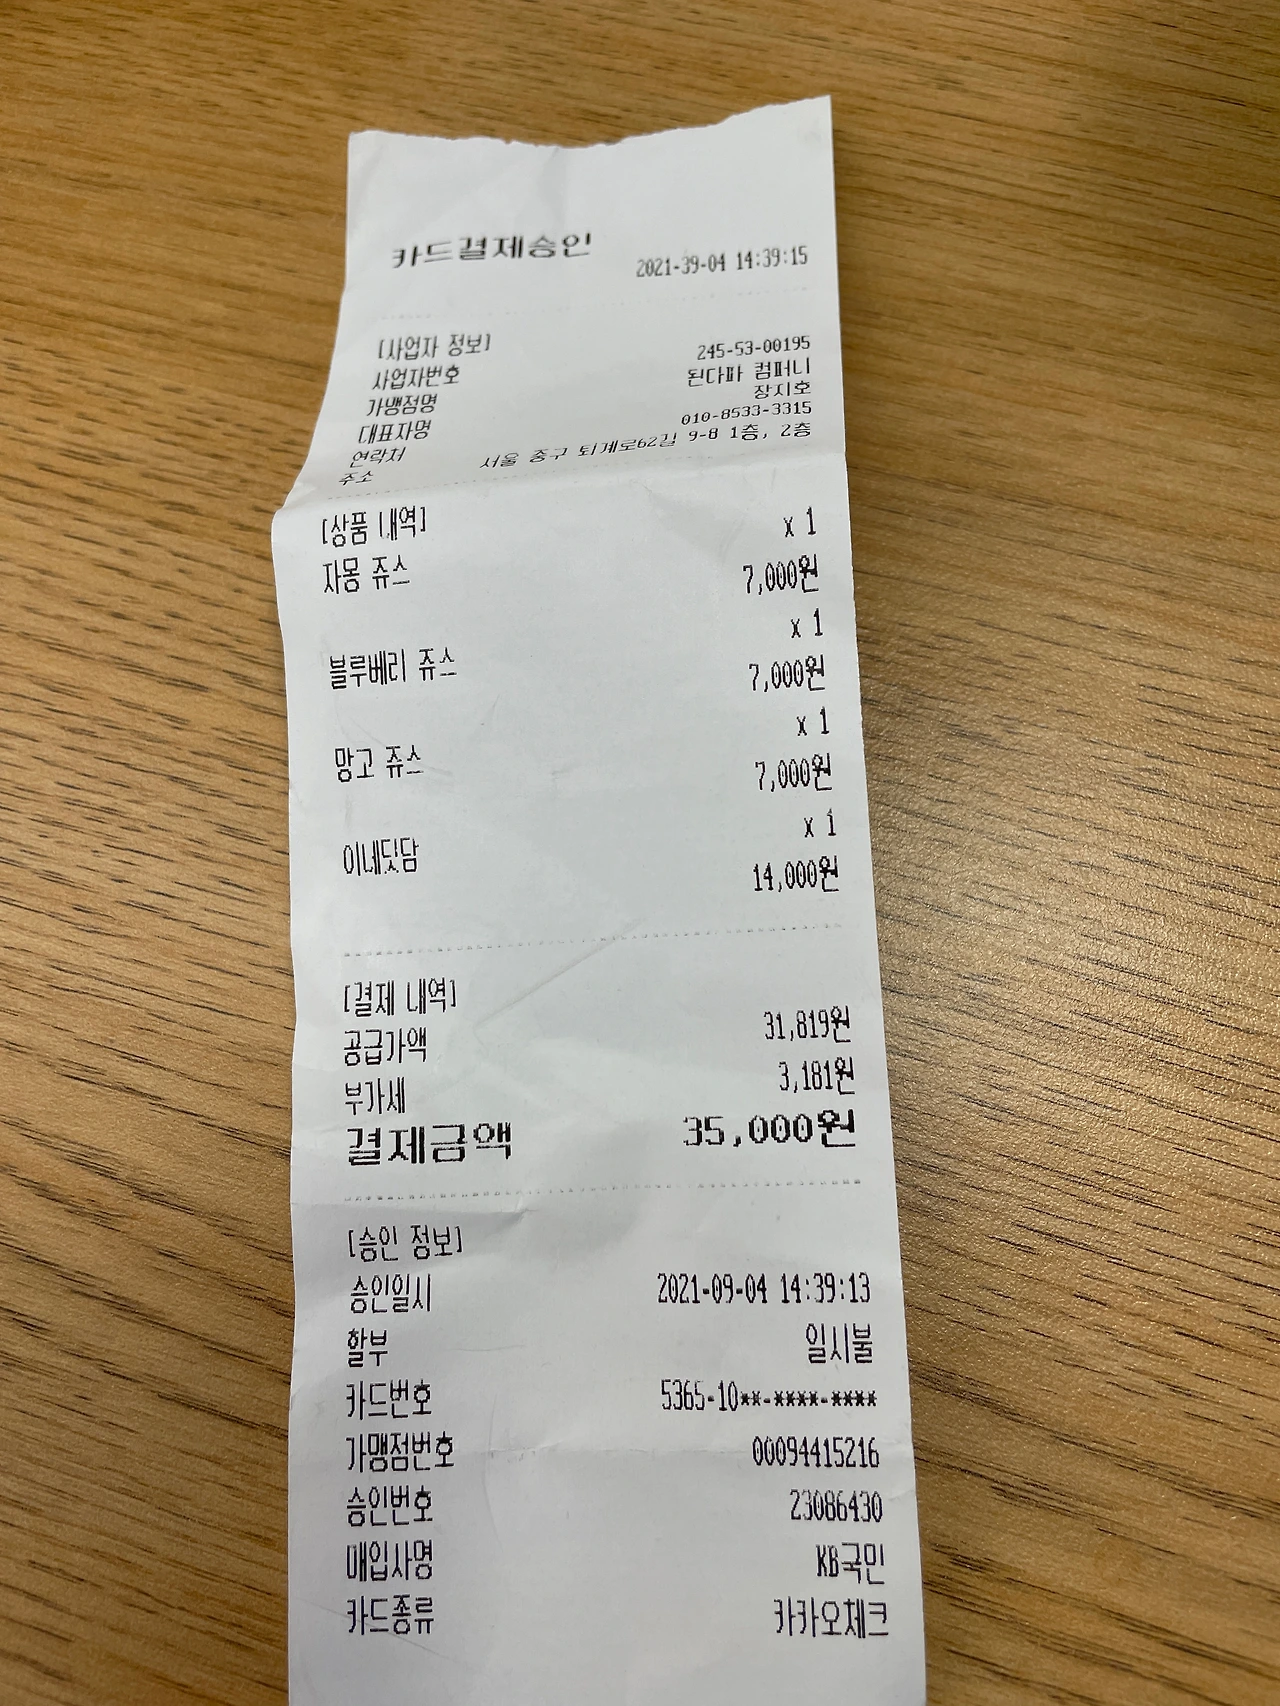 카드결제승인
2021-39-04 14:39:15
[사업자 정보]
사업자번호 245-53-00195
가맹점명 된다파 컴퍼니
대표자명 장지호
연락처 010-8533-3315
주소 서울 중구 퇴계로62길 9-8 1층, 2층
[상품 내역]
x 1
자몽 쥬스 7,000원
x 1
블루베리 쥬스 7,000원
x 1
망고 쥬스 7,000원
x 1
이네딧담 14,000원
[결제 내역]
공급가액 31,819원
부가세 3,181원
결제금액 35,000원
[승인 정보]
승인일시 2021-09-04 14:39:13
할부 일시불
카드번호 5365-10**-****-****
가맹점번호 00094415216
승인번호 23086430
매입사명 KB국민
카드종류 카카오체크